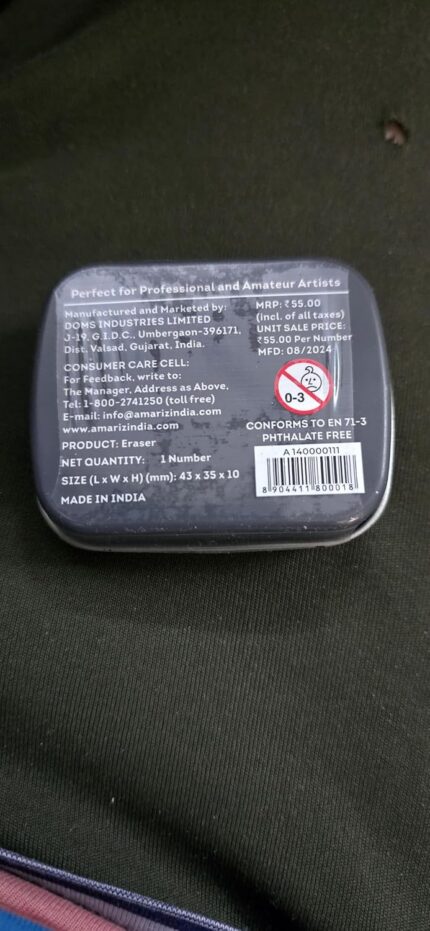 Perfect for Professional and Amateur Artists
Manufactured and Marketed by:
DOMS INDUSTRIES LIMITED
J-19, G.I.D.C., Umbergaon-396171,
Dist. Valsad, Gujarat, India.
CONSUMER CARE CELL:
For Feedback, write to:
The Manager, Address as Above,
Tel: 1-800-2741250 (toll free)
E-mail: info@amarizindia.com
www.amarizindia.com
PRODUCT: Eraser
NET QUANTITY: 1 Number
SIZE (L x W x H) (mm): 43 x 35 x 10
MADE IN INDIA
MRP: ₹55.00
(incl. of all taxes)
UNIT SALE PRICE:
₹55.00 Per Number
MFD: 08/2024
0-3
CONFORMS TO EN 71-3
PHTHALATE FREE
A140000111
8 904411 800018